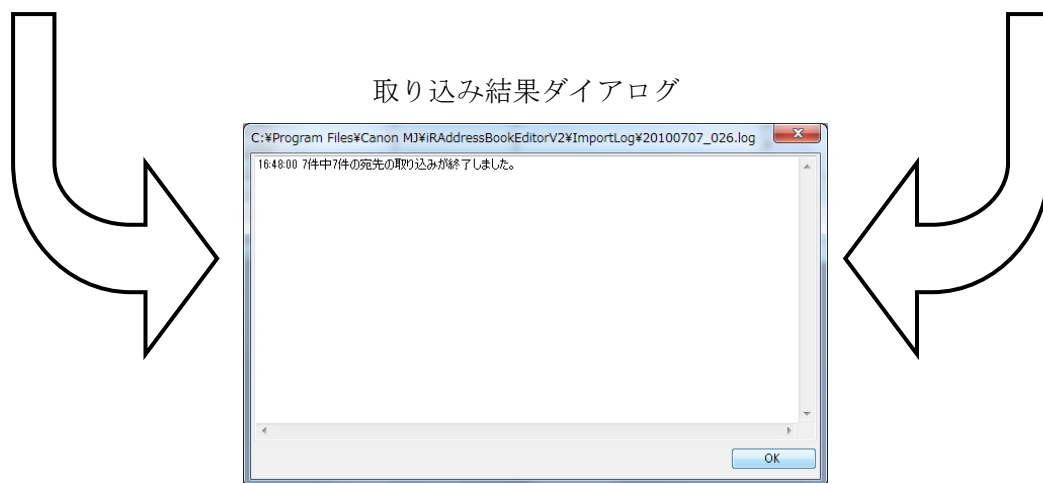 取り込み結果ダイアログ
C:¥Program Files¥Canon MJ¥iRAddressBookEditorV2¥ImportLog¥20100707_026.log
16:48:00 7件中7件の宛先の取り込みが終了しました。
OK